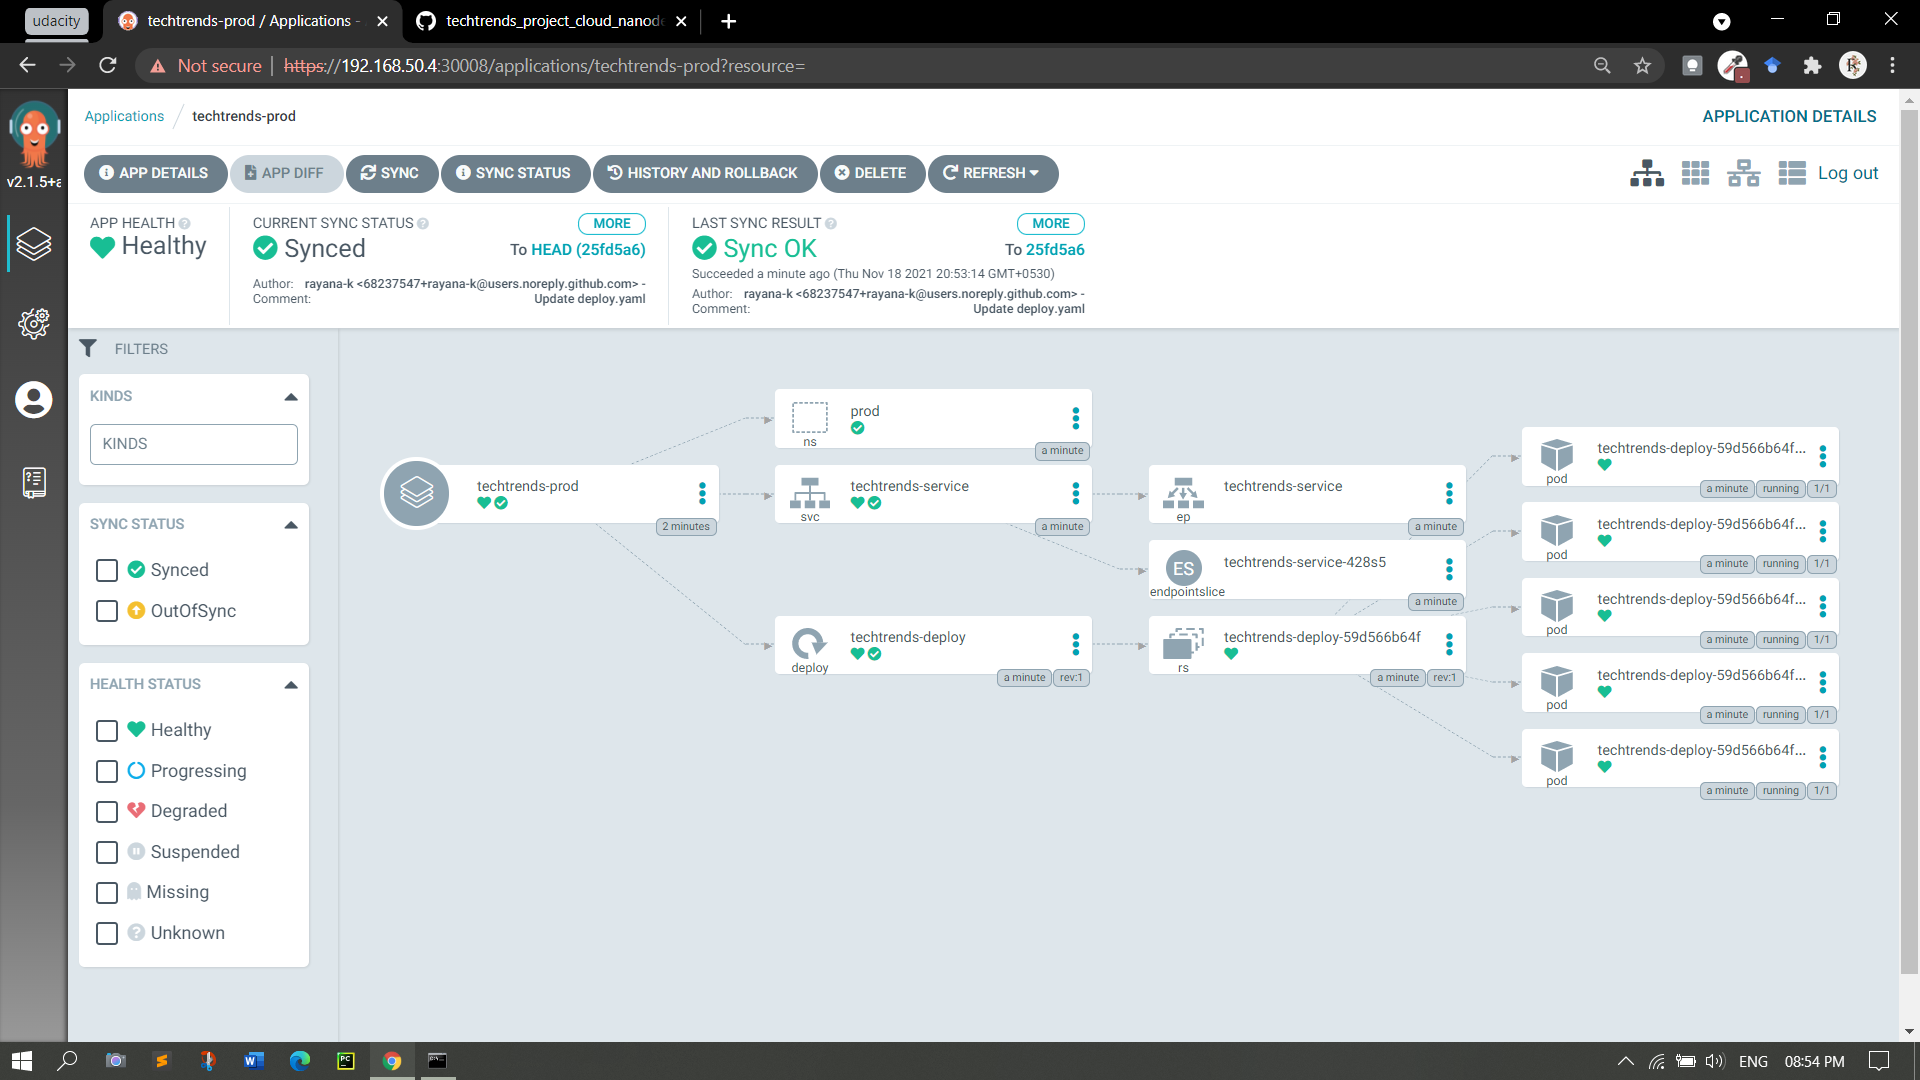 udacity
techtrends-prod / Applications -
techtrends_project_cloud_nanode
Not secure
https://192.168.50.4:30008/applications/techtrends-prod?resource=
v2.1.5+a
Applications
techtrends-prod
APPLICATION DETAILS
APP DETAILS
APP DIFF
SYNC
SYNC STATUS
HISTORY AND ROLLBACK
DELETE
REFRESH
Log out
APP HEALTH
Healthy
CURRENT SYNC STATUS
MORE
Synced
To HEAD (25fd5a6)
Author: rayana-k <68237547+rayana-k@users.noreply.github.com> -
Comment: Update deploy.yaml
LAST SYNC RESULT
MORE
Sync OK
To 25fd5a6
Succeeded a minute ago (Thu Nov 18 2021 20:53:14 GMT+0530)
Author: rayana-k <68237547+rayana-k@users.noreply.github.com> -
Comment: Update deploy.yaml
FILTERS
KINDS
KINDS
SYNC STATUS
Synced
OutOfSync
HEALTH STATUS
Healthy
Progressing
Degraded
Suspended
Missing
Unknown
techtrends-prod
2 minutes
prod
ns
a minute
techtrends-service
svc
a minute
techtrends-deploy
deploy
a minute rev:1
techtrends-service
ep
a minute
ES
techtrends-service-428s5
endpointslice
a minute
techtrends-deploy-59d566b64f
rs
a minute rev:1
techtrends-deploy-59d566b64f...
pod
a minute running 1/1
techtrends-deploy-59d566b64f...
pod
a minute running 1/1
techtrends-deploy-59d566b64f...
pod
a minute running 1/1
techtrends-deploy-59d566b64f...
pod
a minute running 1/1
techtrends-deploy-59d566b64f...
pod
a minute running 1/1
ENG
08:54 PM